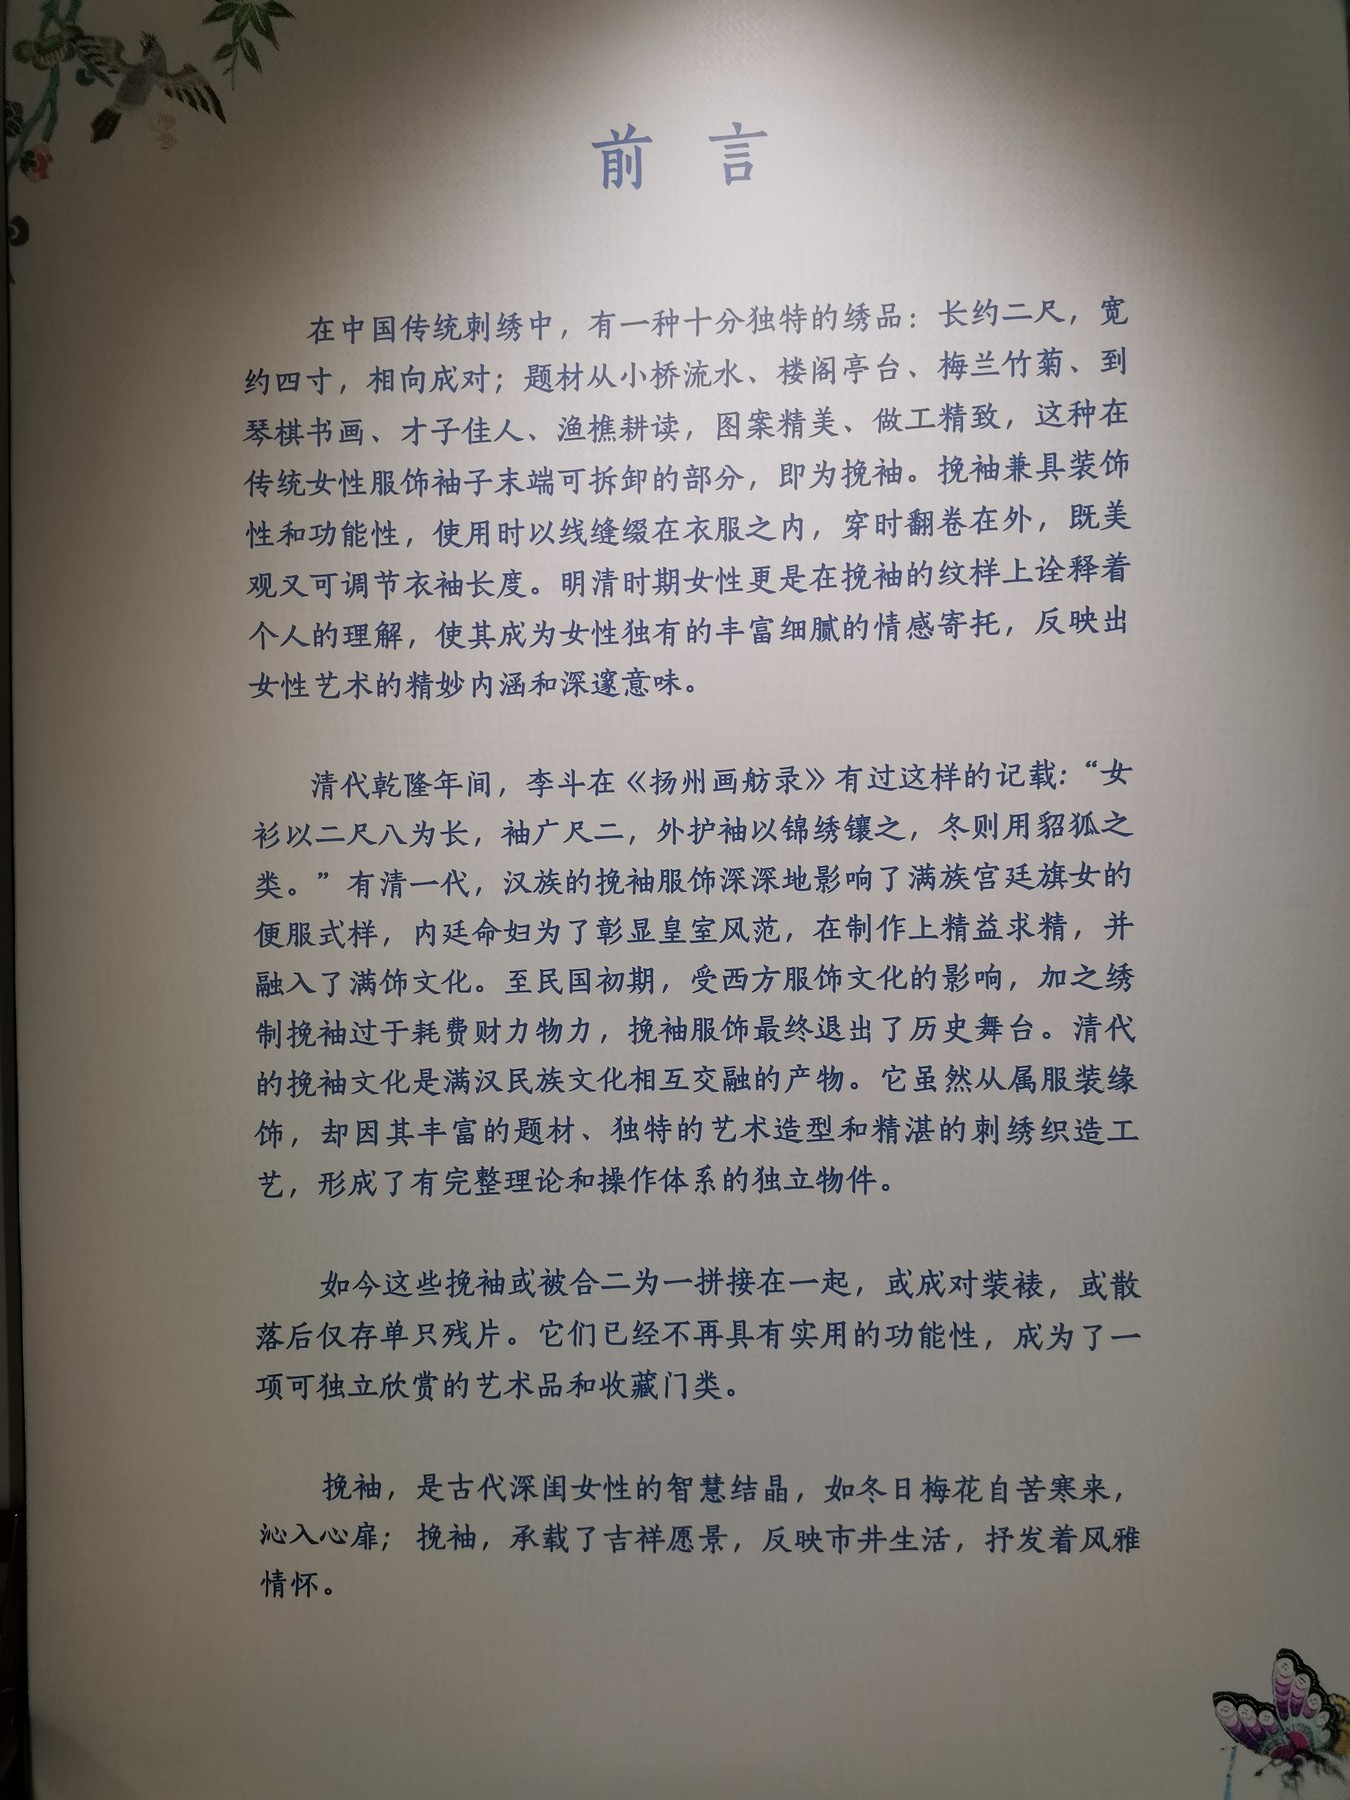 前 言
在中国传统刺绣中，有一种十分独特的绣品：长约二尺，宽
约四寸，相向成对；题材从小桥流水、楼阁亭台、梅兰竹菊、到
琴棋书画、才子佳人、渔樵耕读，图案精美、做工精致，这种在
传统女性服饰袖子末端可拆卸的部分，即为挽袖。挽袖兼具装饰
性和功能性，使用时以线缝缀在衣服之内，穿时翻卷在外，既美
观又可调节衣袖长度。明清时期女性更是在挽袖的纹样上诠释着
个人的理解，使其成为女性独有的丰富细腻的情感寄托，反映出
女性艺术的精妙内涵和深邃意味。
清代乾隆年间，李斗在《扬州画舫录》有过这样的记载：“女
衫以二尺八为长，袖广尺二，外护袖以锦绣镶之，冬则用貂狐之
类。”有清一代，汉族的挽袖服饰深深地影响了满族宫廷旗女的
便服式样，内廷命妇为了彰显皇室风范，在制作上精益求精，并
融入了满饰文化。至民国初期，受西方服饰文化的影响，加之绣
制挽袖过于耗费财力物力，挽袖服饰最终退出了历史舞台。清代
的挽袖文化是满汉民族文化相互交融的产物。它虽然从属服装缘
饰，却因其丰富的题材、独特的艺术造型和精湛的刺绣织造工
艺，形成了有完整理论和操作体系的独立物件。
如今这些挽袖或被合二为一拼接在一起，或成对装裱，或散
落后仅存单只残片。它们已经不再具有实用的功能性，成为了一
项可独立欣赏的艺术品和收藏门类。
挽袖，是古代深闺女性的智慧结晶，如冬日梅花自苦寒来，
沁入心扉；挽袖，承载了吉祥愿景，反映市井生活，抒发着风雅
情怀。